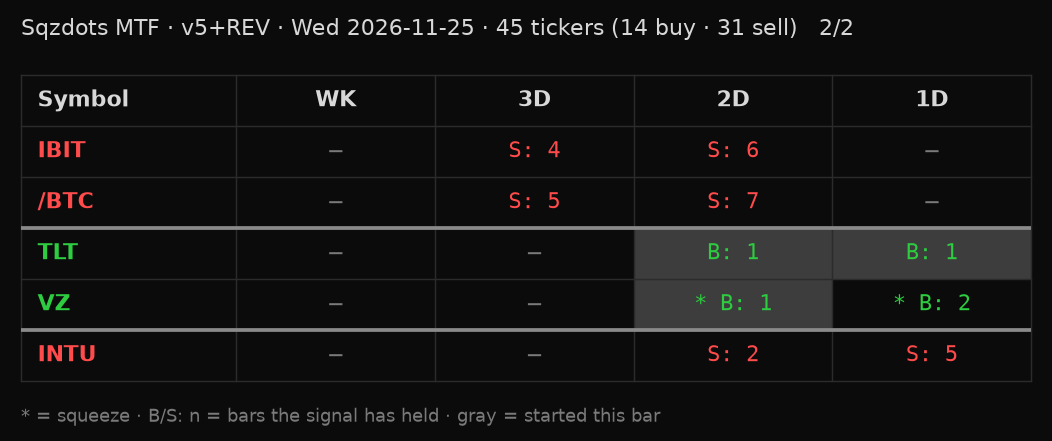 Sqzdots MTF · v5+REV · Wed 2026-11-25 · 45 tickers (14 buy · 31 sell)   2/2
Symbol WK 3D 2D 1D
IBIT — S: 4 S: 6 —
/BTC — S: 5 S: 7 —
TLT — — B: 1 B: 1
VZ — — * B: 1 * B: 2
INTU — — S: 2 S: 5
* = squeeze · B/S: n = bars the signal has held · gray = started this bar